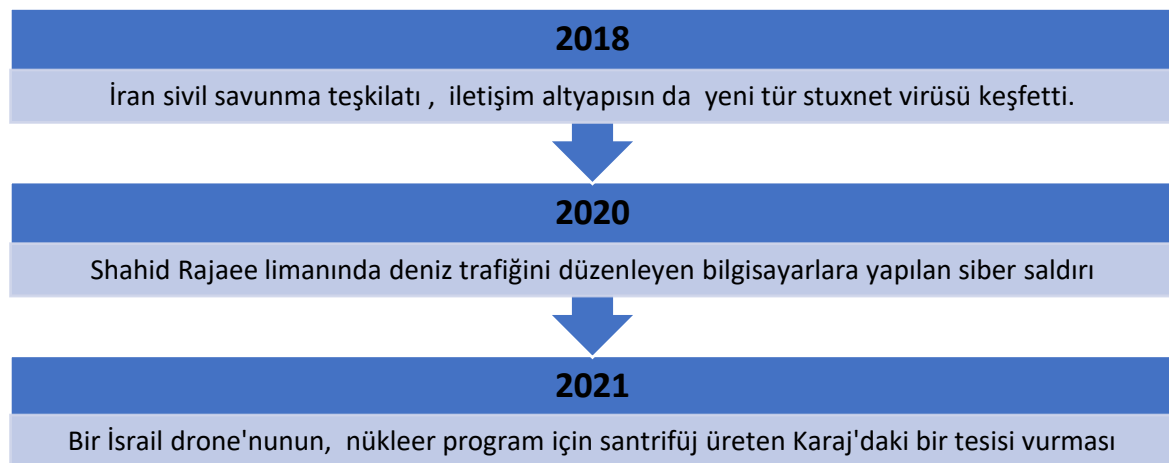 2018
İran sivil savunma teşkilatı , iletişim altyapısın da yeni tür stuxnet virüsü keşfetti.
2020
Shahid Rajaee limanında deniz trafiğini düzenleyen bilgisayarlara yapılan siber saldırı
2021
Bir İsrail drone'nunun, nükleer program için santrifüj üreten Karaj'daki bir tesisi vurması